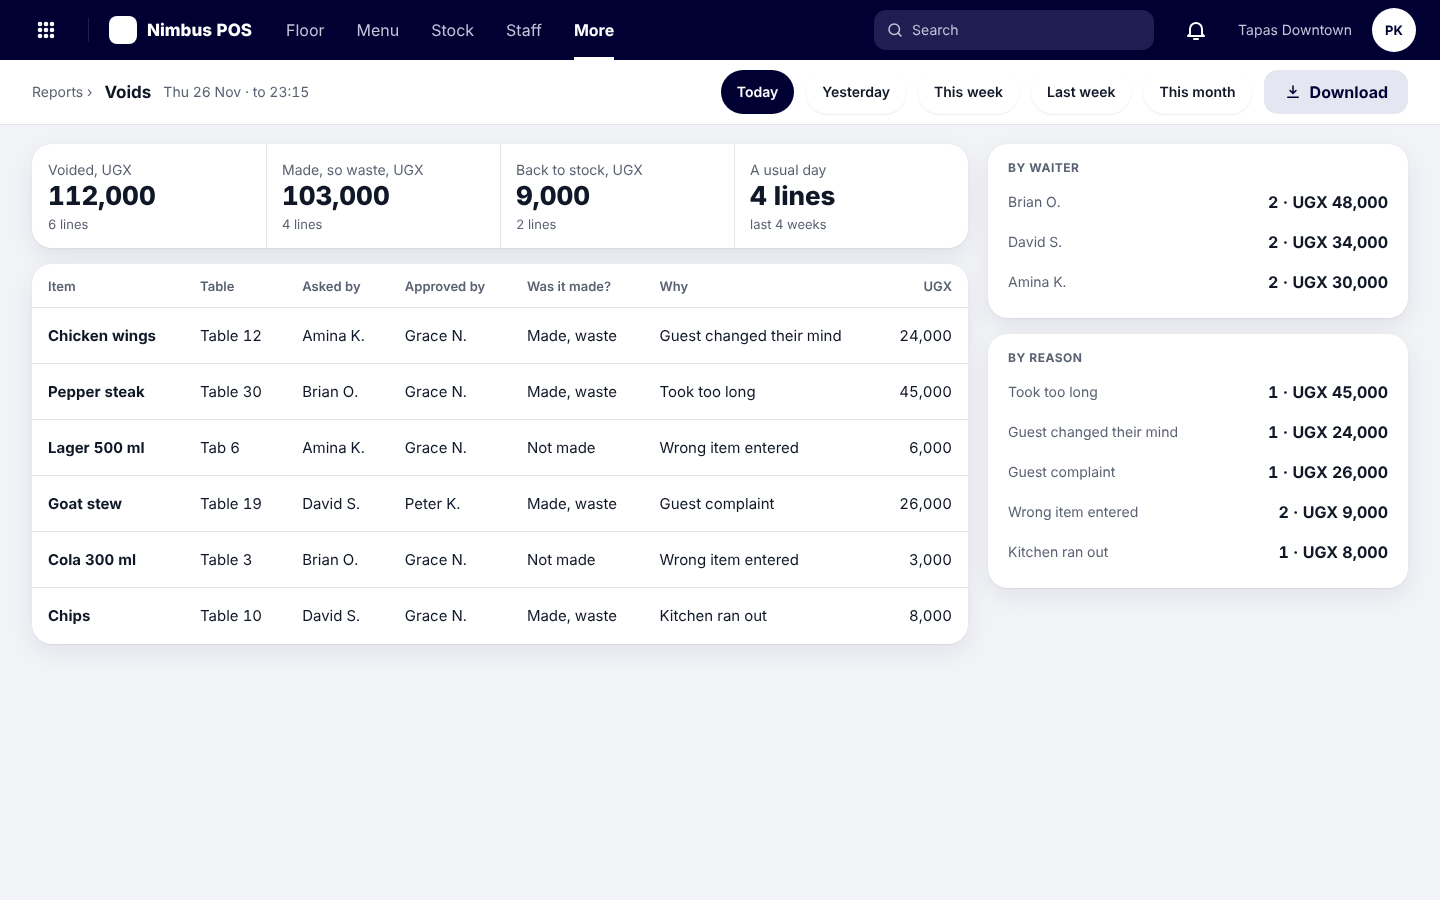 Nimbus POS Floor Menu Stock Staff More Search Tapas Downtown PK
Reports › Voids Thu 26 Nov · to 23:15 Today Yesterday This week Last week This month Download
Voided, UGX
112,000
6 lines
Made, so waste, UGX
103,000
4 lines
Back to stock, UGX
9,000
2 lines
A usual day
4 lines
last 4 weeks
Item Table Asked by Approved by Was it made? Why UGX
Chicken wings Table 12 Amina K. Grace N. Made, waste Guest changed their mind 24,000
Pepper steak Table 30 Brian O. Grace N. Made, waste Took too long 45,000
Lager 500 ml Tab 6 Amina K. Grace N. Not made Wrong item entered 6,000
Goat stew Table 19 David S. Peter K. Made, waste Guest complaint 26,000
Cola 300 ml Table 3 Brian O. Grace N. Not made Wrong item entered 3,000
Chips Table 10 David S. Grace N. Made, waste Kitchen ran out 8,000
BY WAITER
Brian O. 2 · UGX 48,000
David S. 2 · UGX 34,000
Amina K. 2 · UGX 30,000
BY REASON
Took too long 1 · UGX 45,000
Guest changed their mind 1 · UGX 24,000
Guest complaint 1 · UGX 26,000
Wrong item entered 2 · UGX 9,000
Kitchen ran out 1 · UGX 8,000